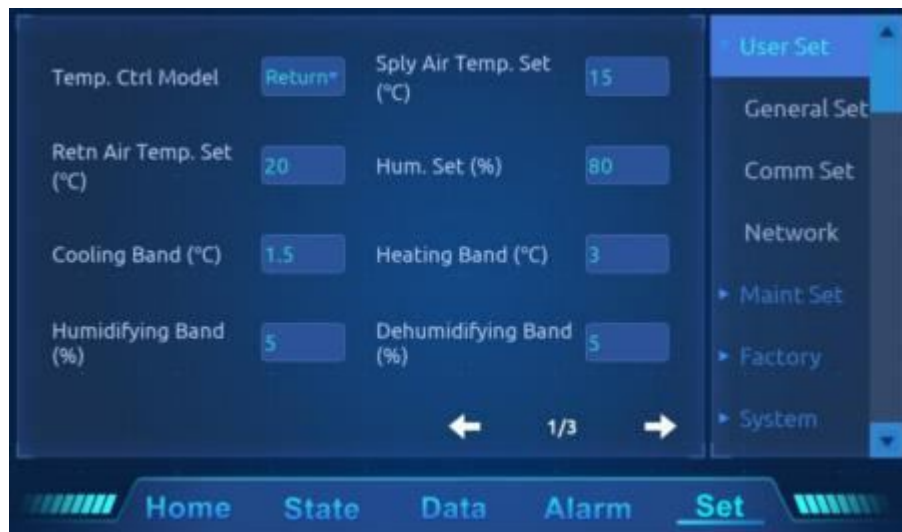 Temp. Ctrl Model
Return
Sply Air Temp. Set
(℃)
15
Retn Air Temp. Set
(℃)
20
Hum. Set (%)
80
Cooling Band (℃)
1.5
Heating Band (℃)
3
Humidifying Band
(%)
5
Dehumidifying Band
(%)
5
1/3
User Set
General Set
Comm Set
Network
Maint Set
Factory
System
Home
State
Data
Alarm
Set